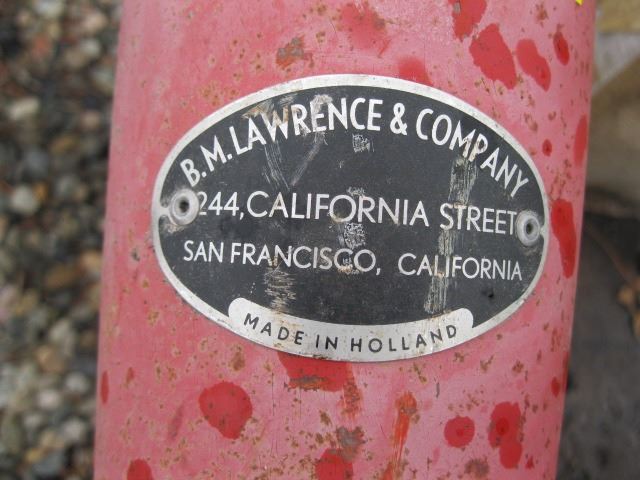 B.M. LAWRENCE & COMPANY
244, CALIFORNIA STREET
SAN FRANCISCO, CALIFORNIA
MADE IN HOLLAND